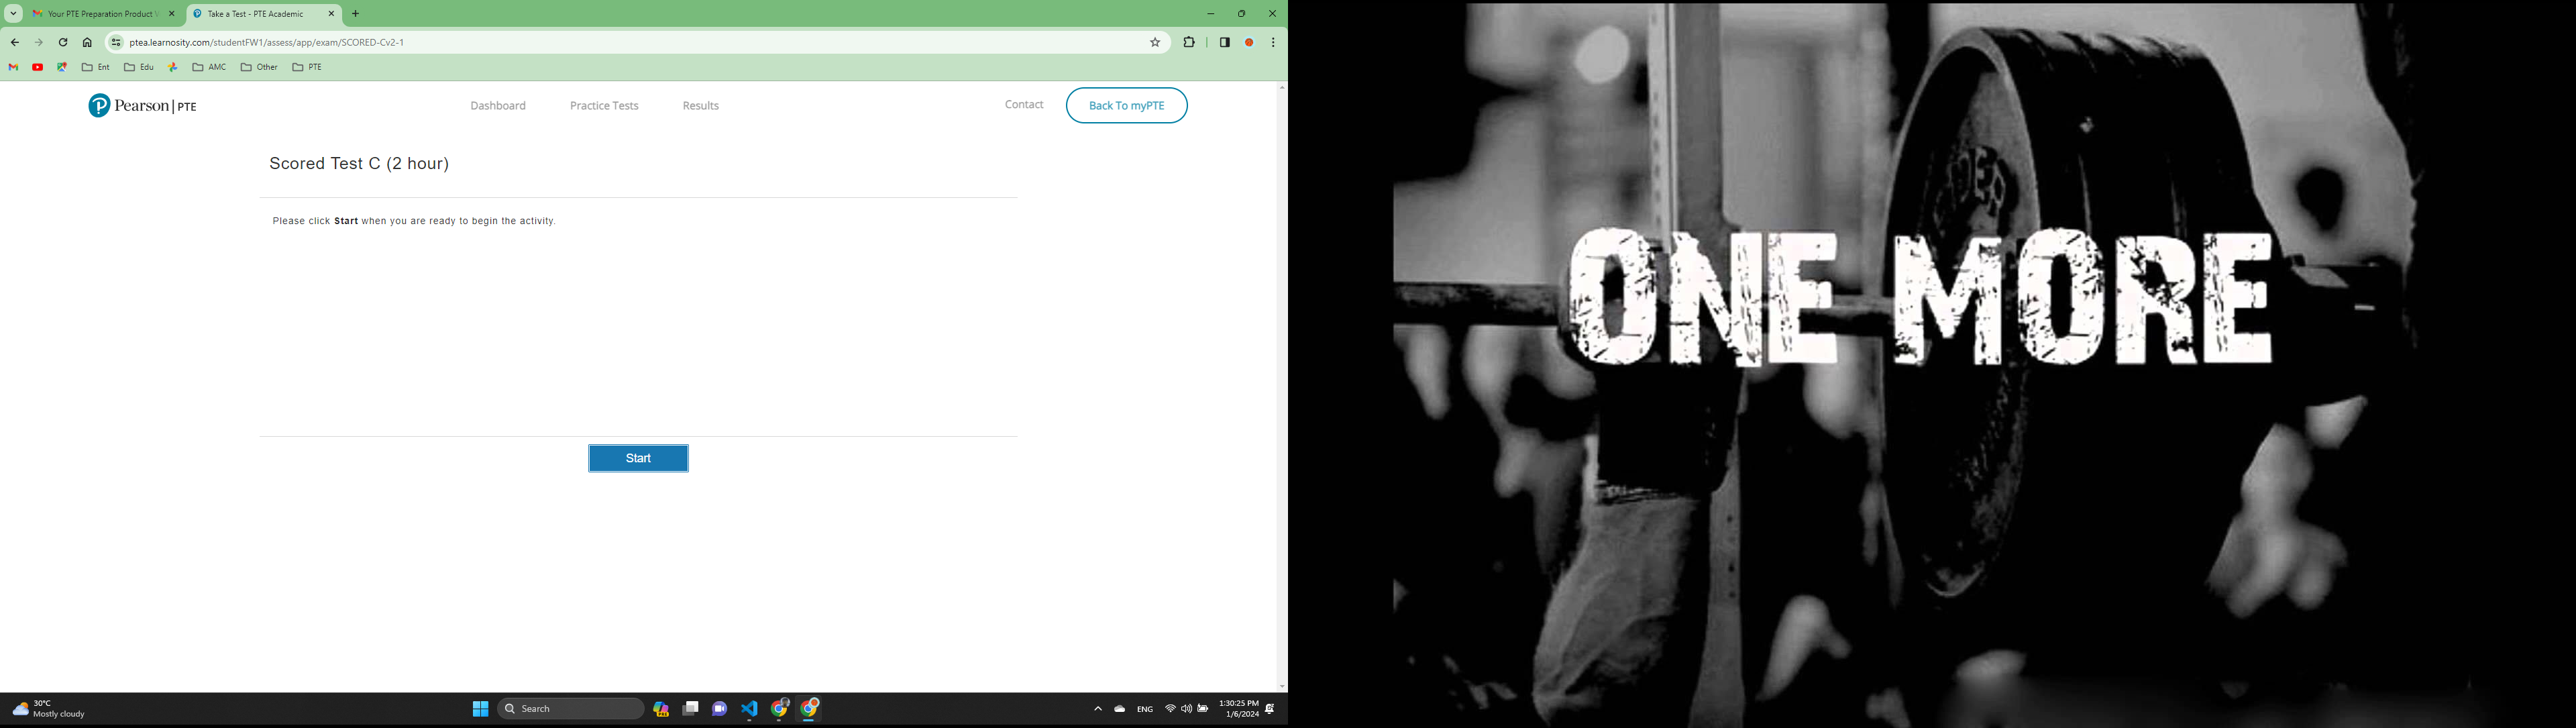 Your PTE Preparation Product V
Take a Test - PTE Academic
ptea.learnosity.com/studentFW1/assess/app/exam/SCORED-Cv2-1
Ent
Edu
AMC
Other
PTE
Pearson | PTE
Dashboard
Practice Tests
Results
Contact
Back To myPTE
Scored Test C (2 hour)
Please click Start when you are ready to begin the activity.
Start
30°C
Mostly cloudy
Search
ENG
1:30:25 PM
1/6/2024
ONE MORE